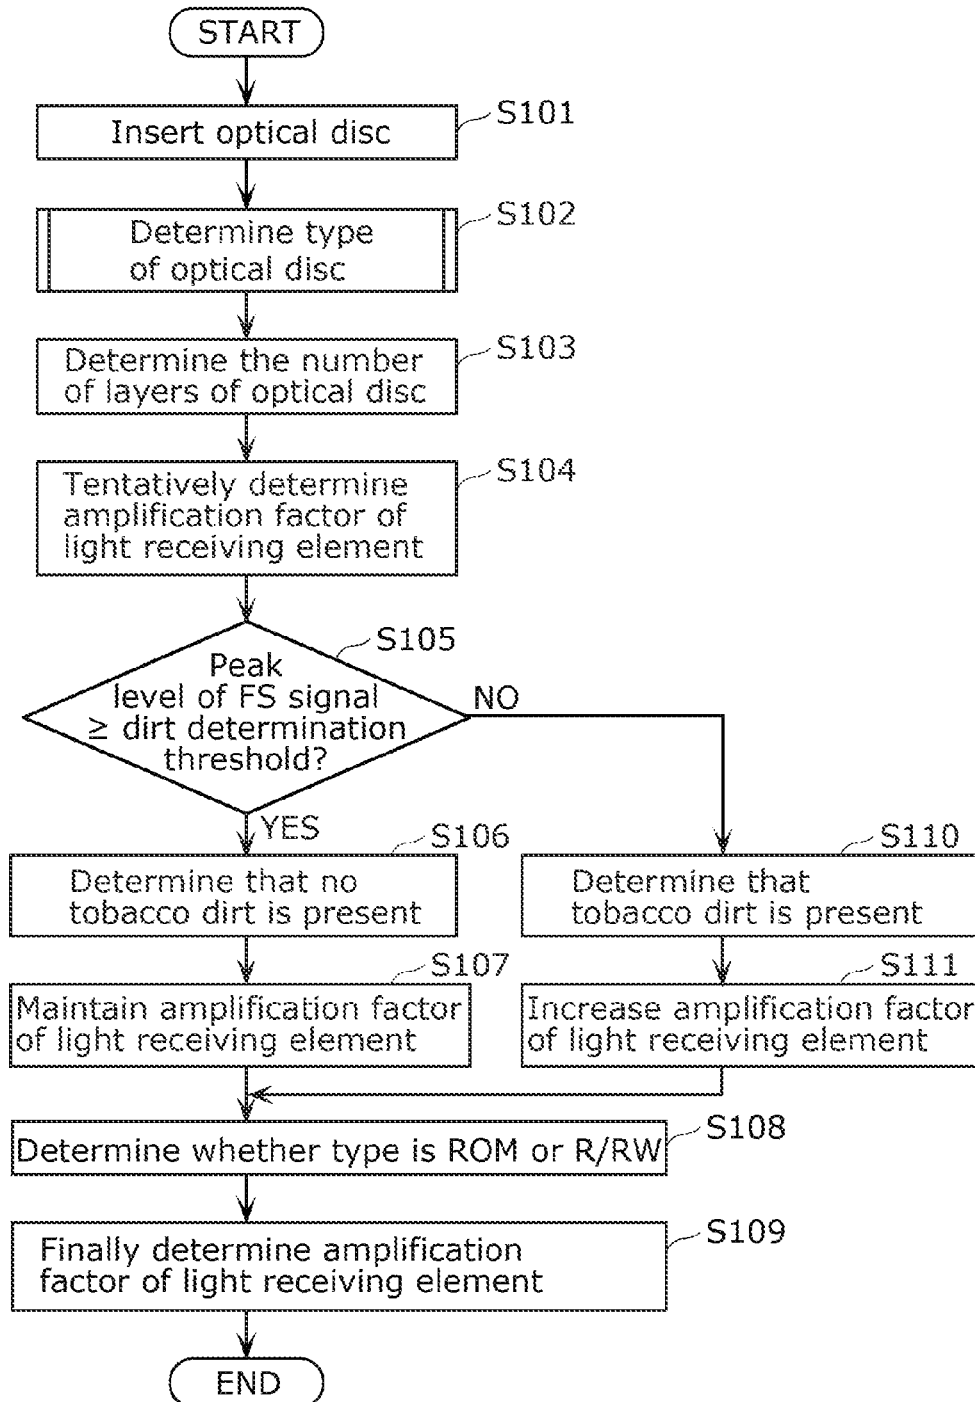 START
S101
Insert optical disc
S102
Determine type
of optical disc
S103
Determine the number
of layers of optical disc
S104
Tentatively determine
amplification factor of
light receiving element
S105
Peak
level of FS signal
≥ dirt determination
threshold?
NO
YES
S106
Determine that no
tobacco dirt is present
S110
Determine that
tobacco dirt is present
S107
Maintain amplification factor
of light receiving element
S111
Increase amplification factor
of light receiving element
S108
Determine whether type is ROM or R/RW
S109
Finally determine amplification
factor of light receiving element
END